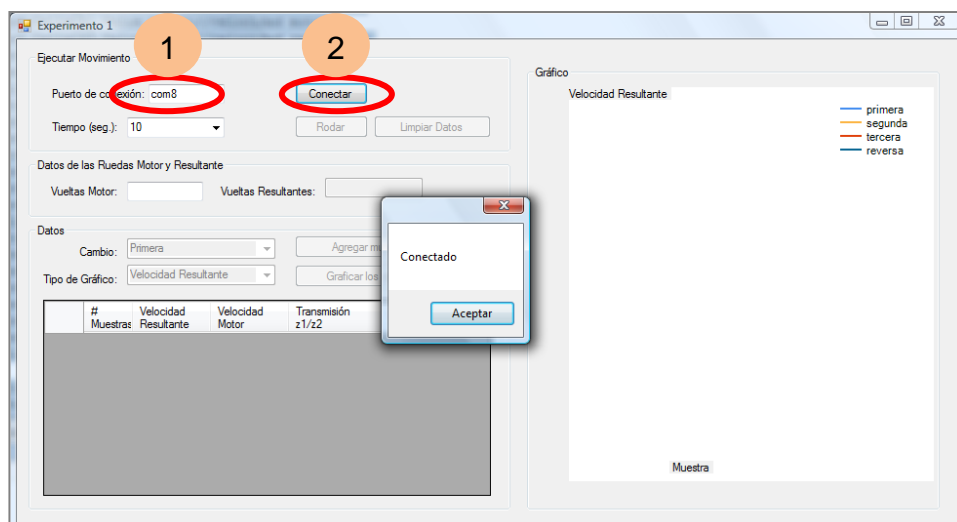 Experimento 1
1
2
Ejecutar Movimiento
Puerto de conexión: com8
Conectar
Tiempo (seg.): 10
Rodar
Limpiar Datos
Datos de las Ruedas Motor y Resultante
Vueltas Motor:
Vueltas Resultantes:
Datos
Cambio: Primera
Agregar
Tipo de Gráfico: Velocidad Resultante
Graficar los
# Muestras
Velocidad Resultante
Velocidad Motor
Transmisión z1/z2
Conectado
Aceptar
Gráfico
Velocidad Resultante
primera
segunda
tercera
reversa
Muestra